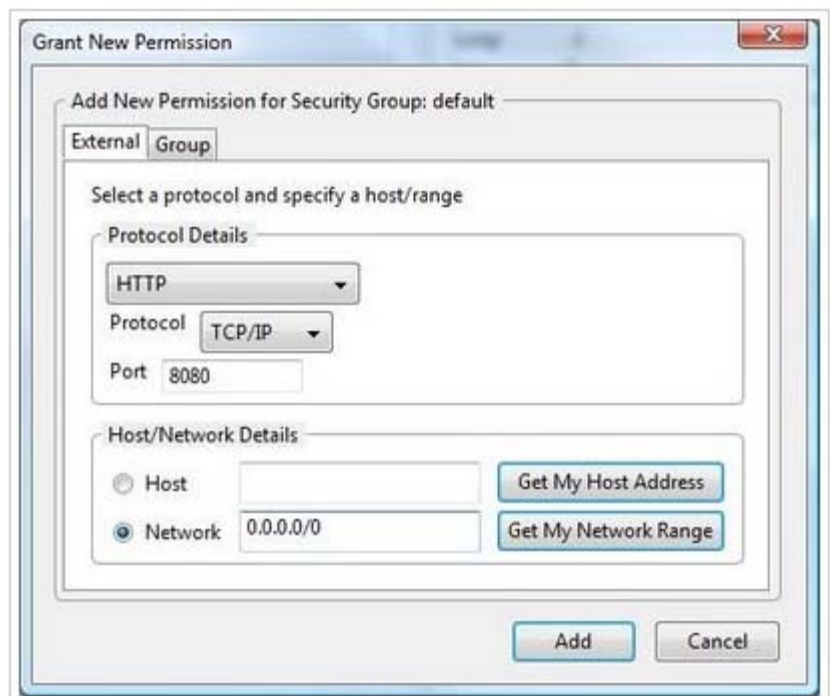 Grant New Permission
Add New Permission for Security Group: default
External Group
Select a protocol and specify a host/range
Protocol Details
HTTP
Protocol TCP/IP
Port 8080
Host/Network Details
Host Get My Host Address
Network 0.0.0.0/0 Get My Network Range
Add Cancel